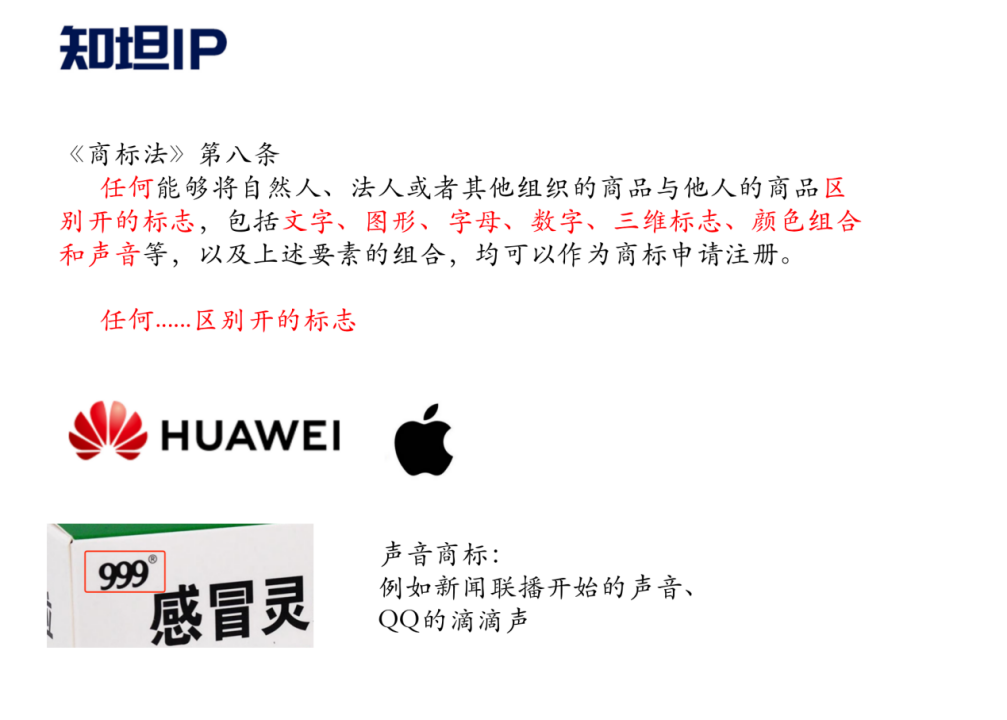 知坦IP
《商标法》第八条
任何能够将自然人、法人或者其他组织的商品与他人的商品区
别开的标志，包括文字、图形、字母、数字、三维标志、颜色组合
和声音等，以及上述要素的组合，均可以作为商标申请注册。
任何......区别开的标志
HUAWEI
999®
感冒灵
声音商标：
例如新闻联播开始的声音、
QQ的滴滴声